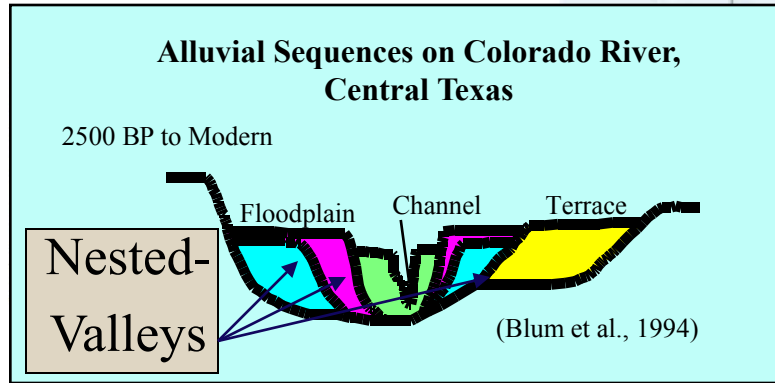 Alluvial Sequences on Colorado River,
Central Texas
2500 BP to Modern
Floodplain
Channel
Terrace
Nested-
Valleys
(Blum et al., 1994)